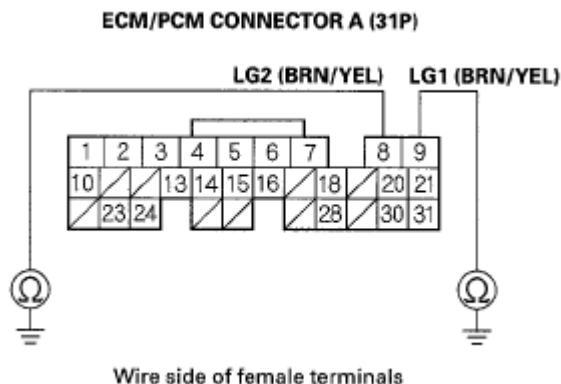 ECM/PCM CONNECTOR A (31P)
LG2 (BRN/YEL) LG1 (BRN/YEL)
1 2 3 4 5 6 7 8 9
10 13 14 15 16 18 20 21
23 24 28 30 31
Ω Ω
Wire side of female terminals